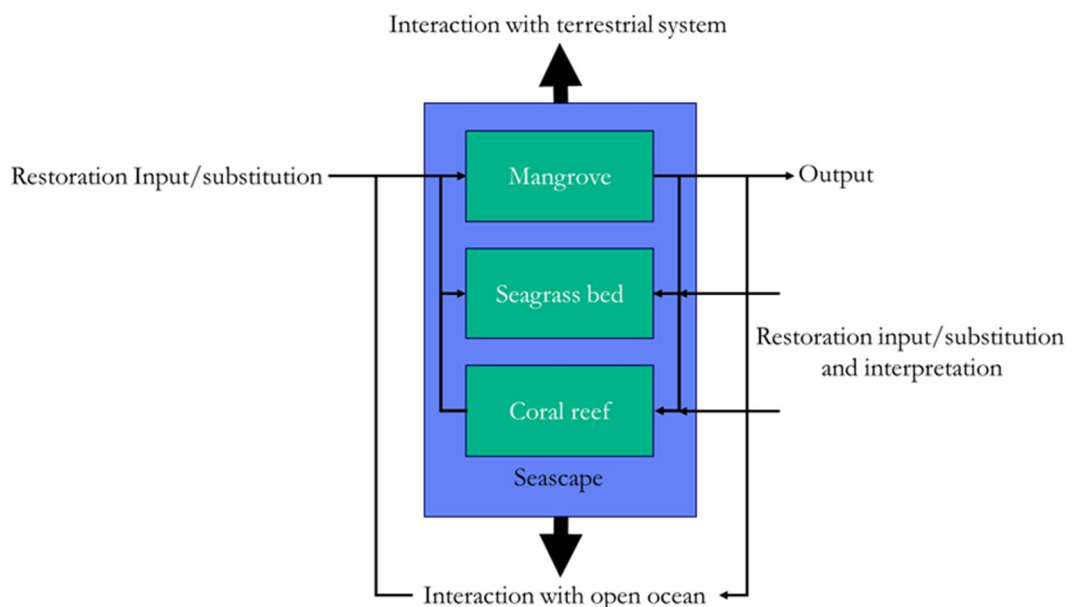 Interaction with terrestrial system
Restoration Input/substitution
Mangrove
Output
Seagrass bed
Restoration input/substitution
and interpretation
Coral reef
Seascape
Interaction with open ocean